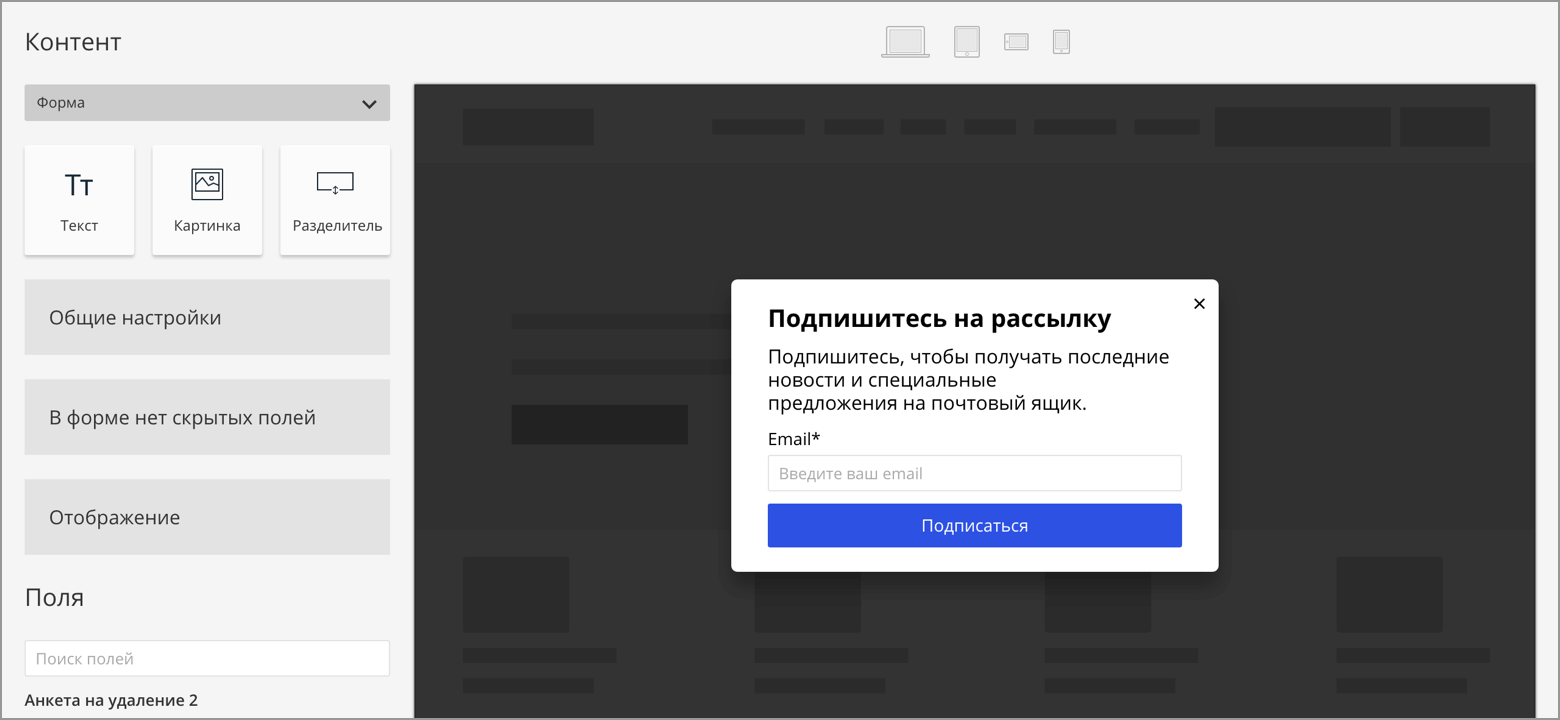 Контент
Форма
Тт
Текст
Картинка
Разделитель
Общие настройки
В форме нет скрытых полей
Отображение
Поля
Поиск полей
Анкета на удаление 2
Подпишитесь на рассылку
Подпишитесь, чтобы получать последние
новости и специальные
предложения на почтовый ящик.
Email*
Введите ваш email
Подписаться